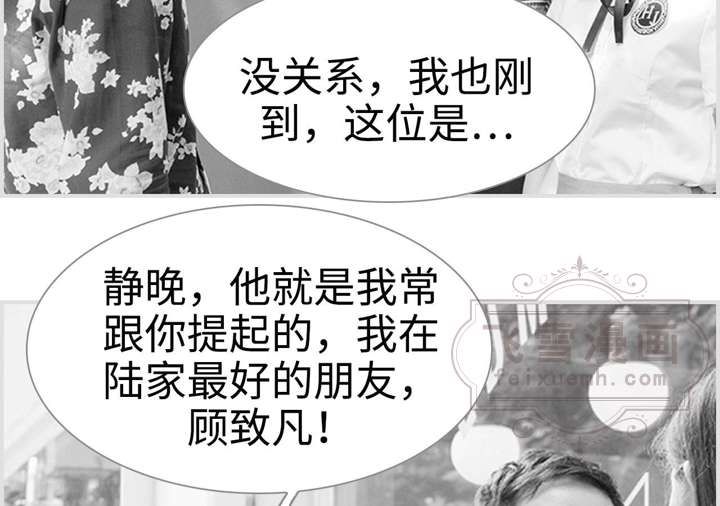 没关系，我也刚
到，这位是…
静晚，他就是我常
跟你提起的，我在
陆家最好的朋友，
顾致凡！
飞雪漫画
feixuemh.com